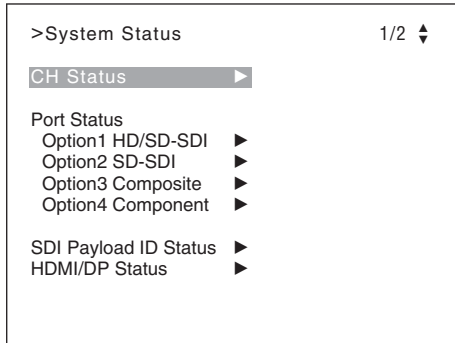 >System Status 1/2
CH Status
Port Status
Option1 HD/SD-SDI
Option2 SD-SDI
Option3 Composite
Option4 Component
SDI Payload ID Status
HDMI/DP Status